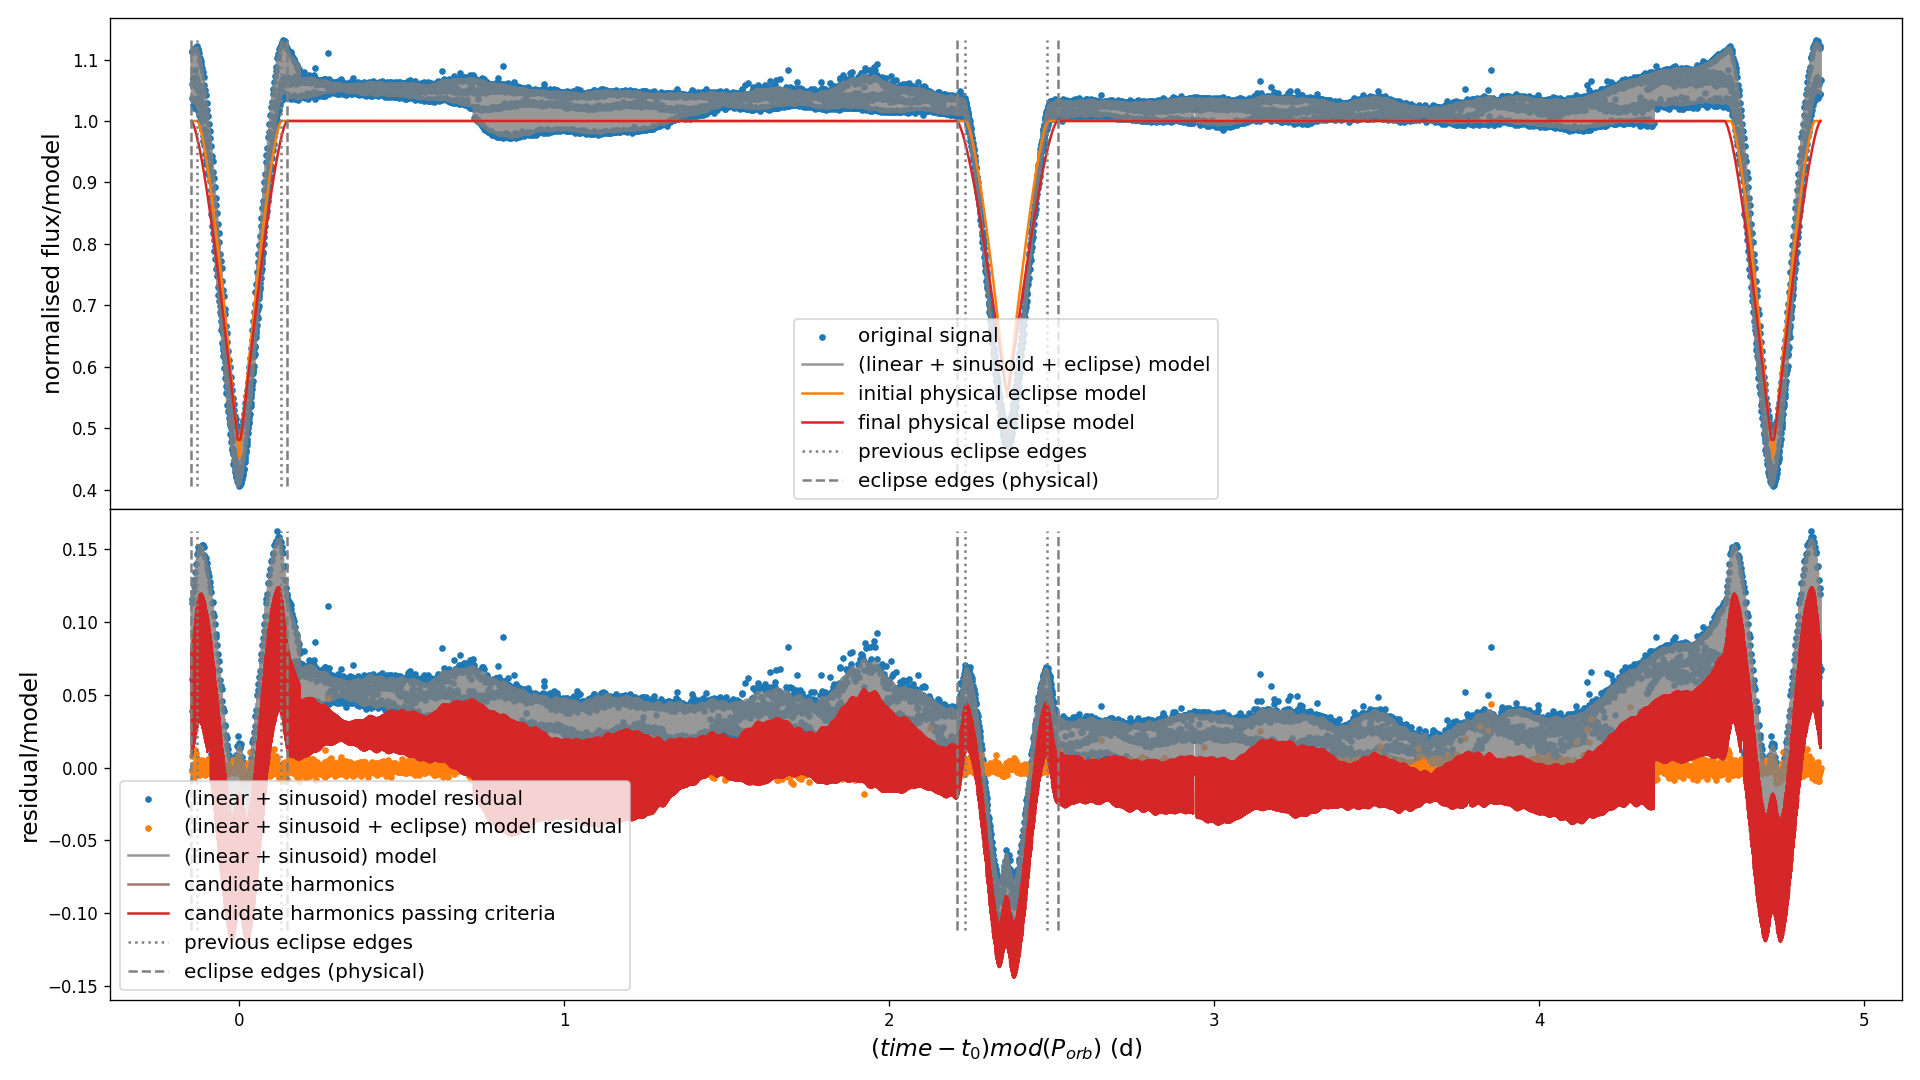 1.1
1.0
0.9
0.8
0.7
0.6
0.5
0.4
normalised flux/model
original signal
(linear + sinusoid + eclipse) model
initial physical eclipse model
final physical eclipse model
previous eclipse edges
eclipse edges (physical)
0.15
0.10
0.05
0.00
−0.05
−0.10
−0.15
residual/model
(linear + sinusoid) model residual
(linear + sinusoid + eclipse) model residual
(linear + sinusoid) model
candidate harmonics
candidate harmonics passing criteria
previous eclipse edges
eclipse edges (physical)
0 1 2 3 4 5
(time − t₀)mod(P_orb) (d)